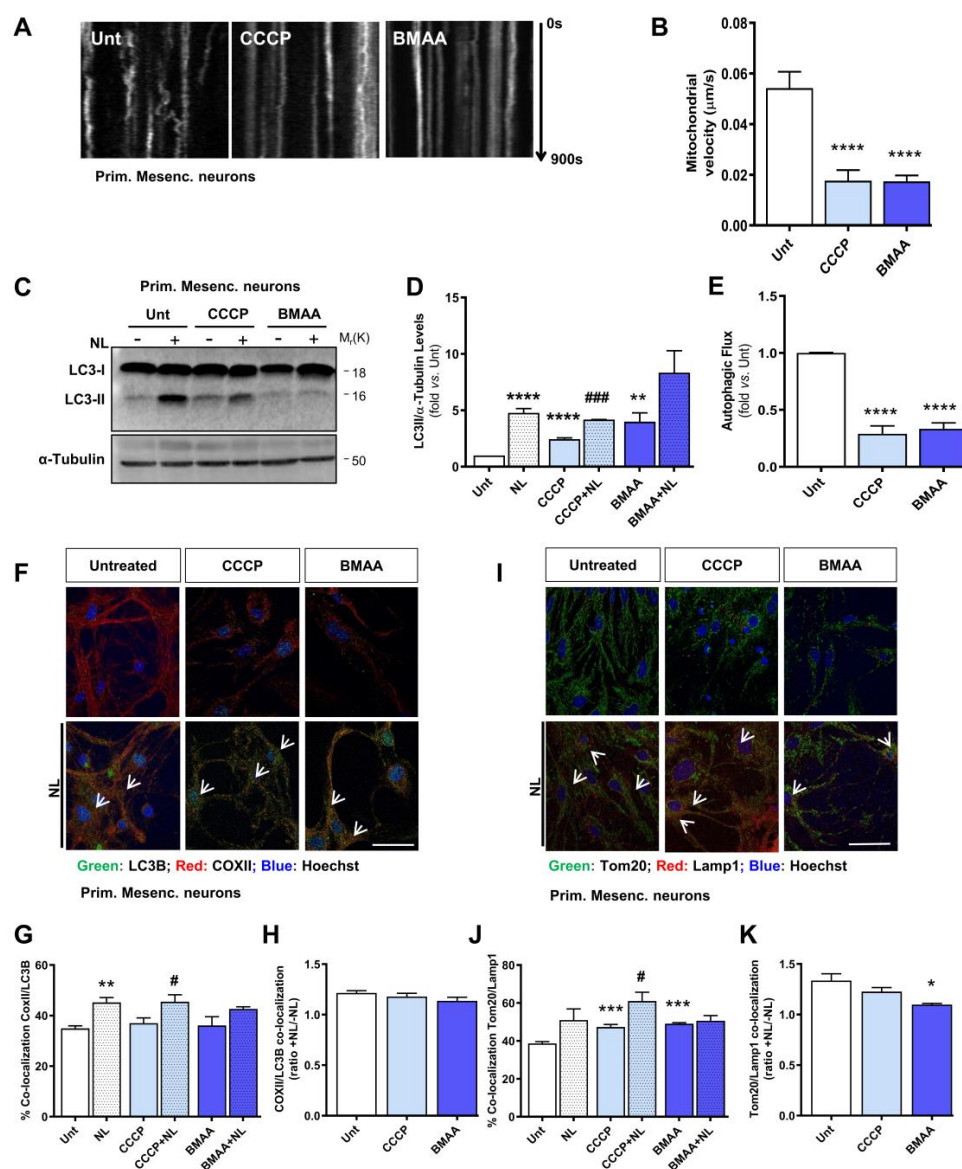 A
Unt
CCCP
BMAA
0s
900s
Prim. Mesenc. neurons
B
Mitochondrial
velocity (μm/s)
0.08
0.06
0.04
0.02
0.00
****
****
Unt
CCCP
BMAA
C
Prim. Mesenc. neurons
Unt
CCCP
BMAA
NL
- + - + - +
Mr(K)
LC3-I
-18
LC3-II
-16
α-Tubulin
-50
D
LC3II/α-Tubulin Levels
(fold vs. Unt)
15
10
5
0
****
****
###
**
Unt
NL
CCCP
CCCP+NL
BMAA
BMAA+NL
E
Autophagic Flux
(fold vs. Unt)
1.5
1.0
0.5
0.0
****
****
Unt
CCCP
BMAA
F
Untreated
CCCP
BMAA
NL
Green: LC3B; Red: COXII; Blue: Hoechst
Prim. Mesenc. neurons
I
Untreated
CCCP
BMAA
NL
Green: Tom20; Red: Lamp1; Blue: Hoechst
Prim. Mesenc. neurons
G
% Co-localization CoxII/LC3B
60
40
20
0
**
#
Unt
NL
CCCP
CCCP+NL
BMAA
BMAA+NL
H
COXII/LC3B co-localization
(ratio +NL/-NL)
1.5
1.0
0.5
0.0
Unt
CCCP
BMAA
J
% Co-localization Tom20/Lamp1
100
80
60
40
20
0
***
#
***
Unt
NL
CCCP
CCCP+NL
BMAA
BMAA+NL
K
Tom20/Lamp1 co-localization
(ratio +NL/-NL)
1.5
1.0
0.5
0.0
*
Unt
CCCP
BMAA